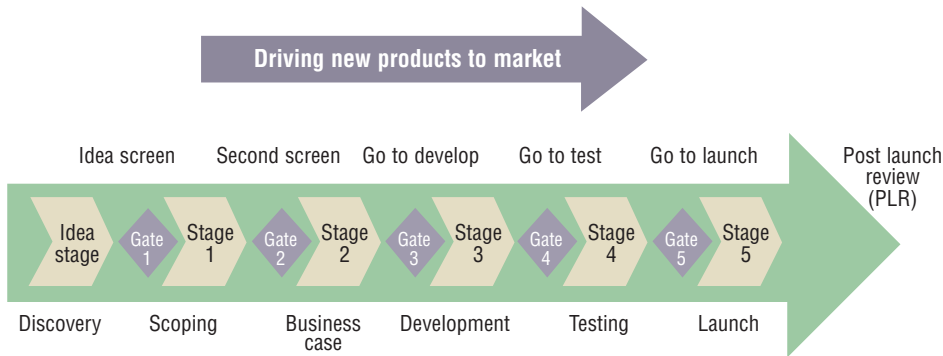 Driving new products to market
Idea screen
Second screen
Go to develop
Go to test
Go to launch
Post launch
review
(PLR)
Idea
stage
Gate
1
Stage
1
Gate
2
Stage
2
Gate
3
Stage
3
Gate
4
Stage
4
Gate
5
Stage
5
Discovery
Scoping
Business
case
Development
Testing
Launch